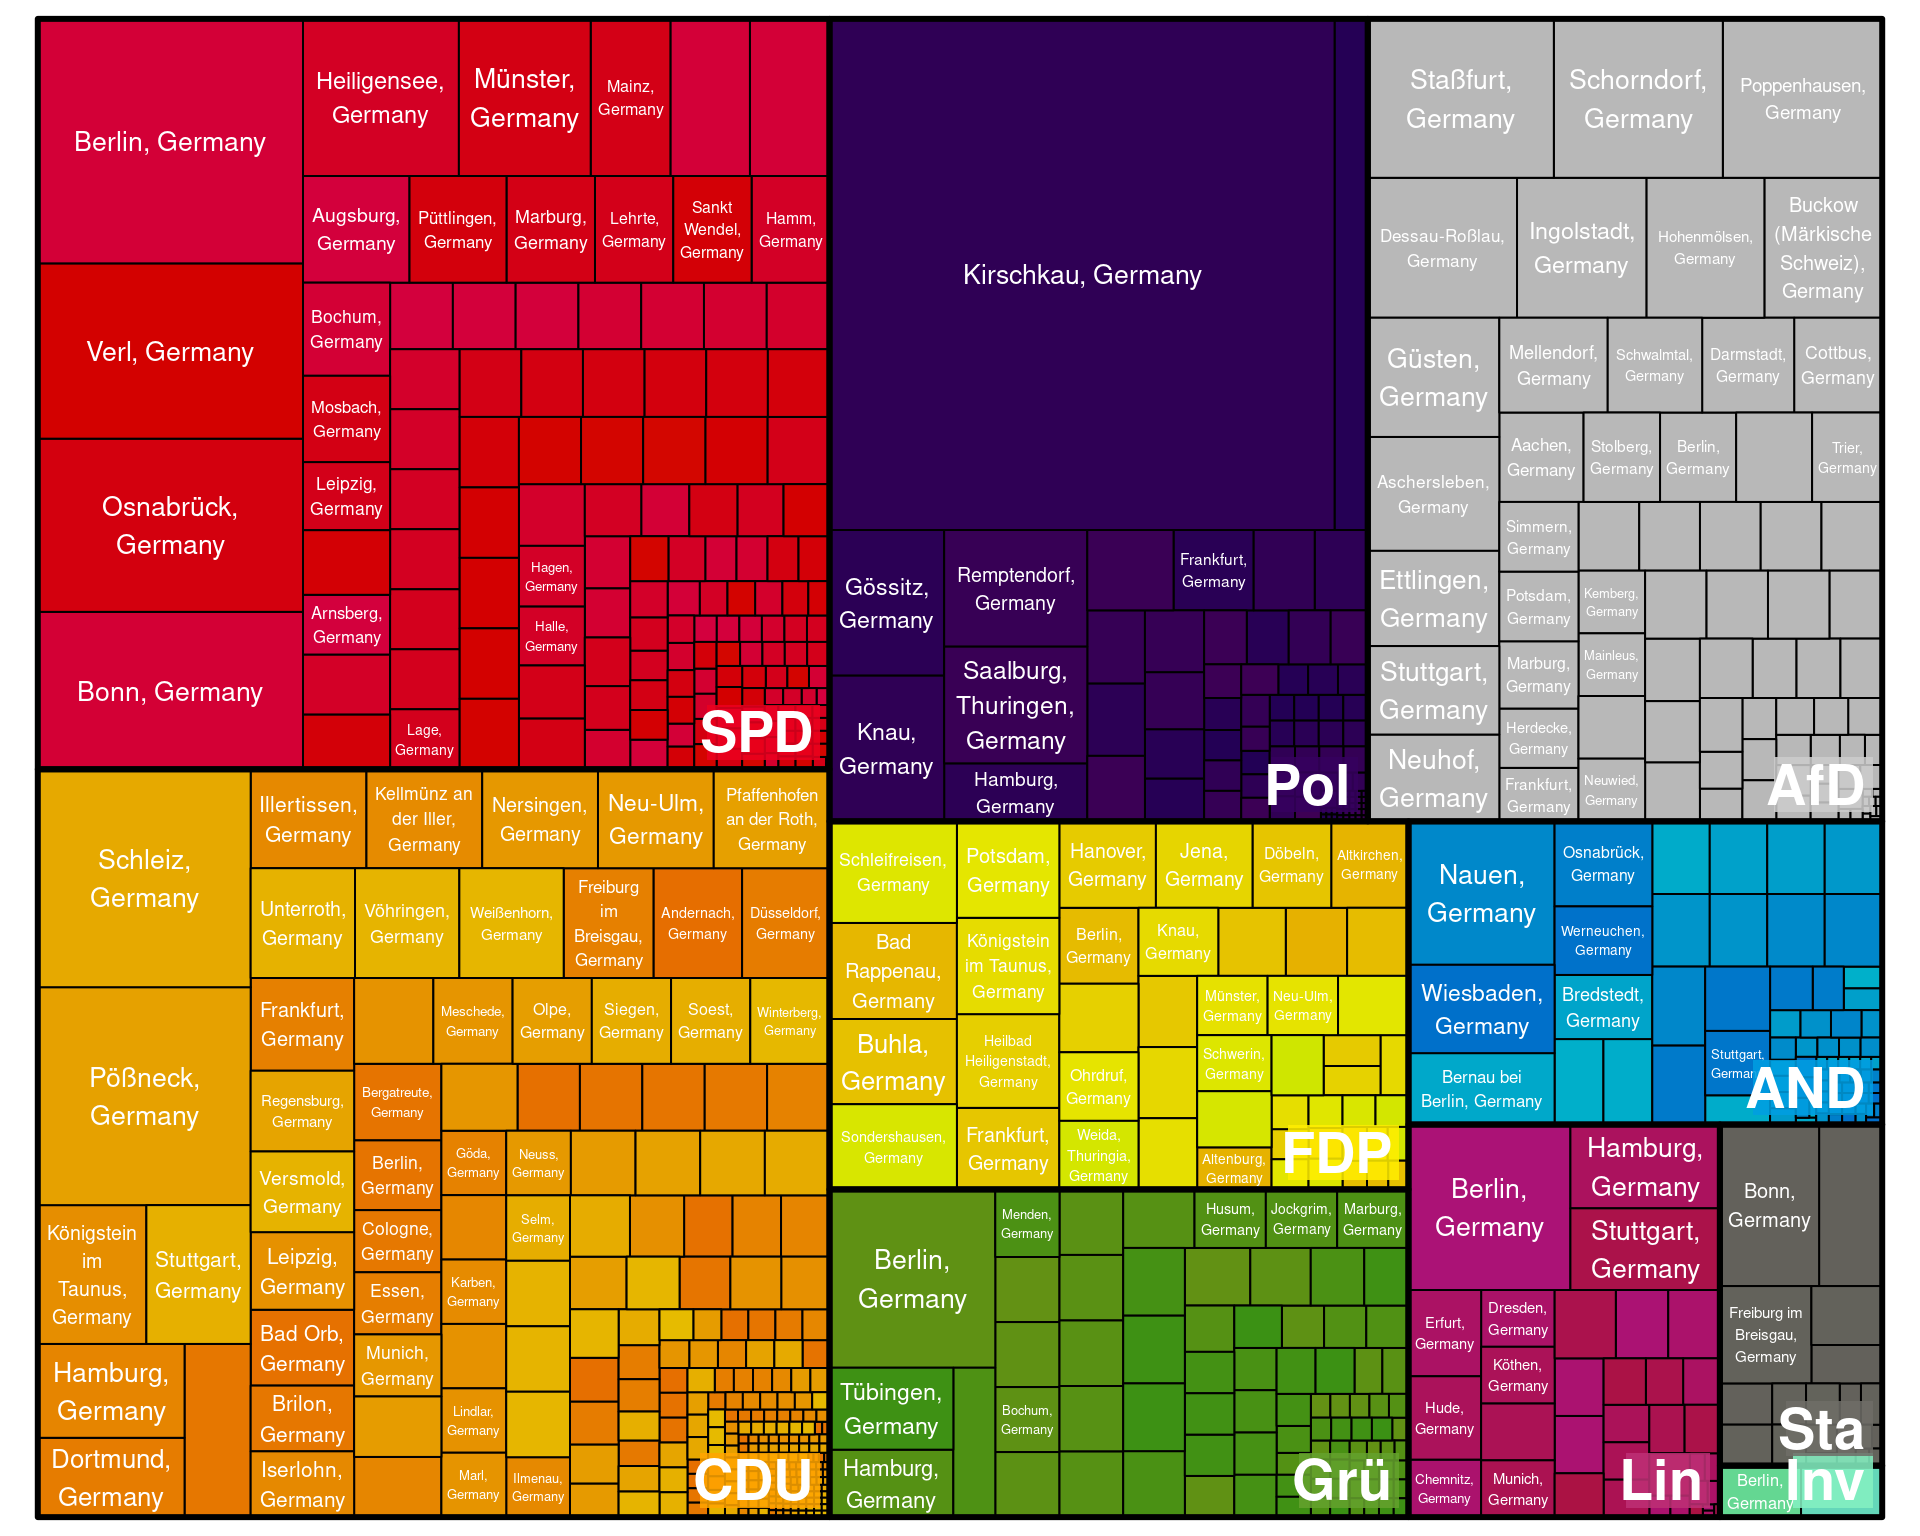 Berlin, Germany
Verl, Germany
Osnabrück,
Germany
Bonn, Germany
Heiligensee,
Germany
Münster,
Germany
Mainz,
Germany
Augsburg,
Germany
Püttlingen,
Germany
Marburg,
Germany
Lehrte,
Germany
Sankt
Wendel,
Germany
Hamm,
Germany
Bochum,
Germany
Mosbach,
Germany
Leipzig,
Germany
Arnsberg,
Germany
Lage,
Germany
Hagen,
Germany
Halle,
Germany
SPD
Kirschkau, Germany
Gössitz,
Germany
Knau,
Germany
Remptendorf,
Germany
Saalburg,
Thuringen,
Germany
Hamburg,
Germany
Frankfurt,
Germany
Pol
Staßfurt,
Germany
Schorndorf,
Germany
Poppenhausen,
Germany
Dessau-Roßlau,
Germany
Ingolstadt,
Germany
Hohenmölsen,
Germany
Buckow
(Märkische
Schweiz),
Germany
Güsten,
Germany
Aschersleben,
Germany
Ettlingen,
Germany
Stuttgart,
Germany
Neuhof,
Germany
Mellendorf,
Germany
Schwalmtal,
Germany
Darmstadt,
Germany
Cottbus,
Germany
Aachen,
Germany
Stolberg,
Germany
Berlin,
Germany
Trier,
Germany
Simmern,
Germany
Potsdam,
Germany
Marburg,
Germany
Herdecke,
Germany
Frankfurt,
Germany
Kemberg,
Germany
Mainleus,
Germany
Neuwied,
Germany
AfD
Schleiz,
Germany
Pößneck,
Germany
Königstein
im
Taunus,
Germany
Stuttgart,
Germany
Hamburg,
Germany
Dortmund,
Germany
Illertissen,
Germany
Kellmünz an
der Iller,
Germany
Nersingen,
Germany
Neu-Ulm,
Germany
Pfaffenhofen
an der Roth,
Germany
Unterroth,
Germany
Vöhringen,
Germany
Weißenhorn,
Germany
Freiburg
im
Breisgau,
Germany
Andernach,
Germany
Düsseldorf,
Germany
Frankfurt,
Germany
Regensburg,
Germany
Versmold,
Germany
Leipzig,
Germany
Bad Orb,
Germany
Brilon,
Germany
Iserlohn,
Germany
Meschede,
Germany
Olpe,
Germany
Siegen,
Germany
Soest,
Germany
Winterberg,
Germany
Bergatreute,
Germany
Berlin,
Germany
Cologne,
Germany
Essen,
Germany
Munich,
Germany
Göda,
Germany
Neuss,
Germany
Selm,
Germany
Karben,
Germany
Lindlar,
Germany
Marl,
Germany
Ilmenau,
Germany
CDU
Schleifreisen,
Germany
Bad
Rappenau,
Germany
Buhla,
Germany
Sondershausen,
Germany
Potsdam,
Germany
Königstein
im Taunus,
Germany
Heilbad
Heiligenstadt,
Germany
Frankfurt,
Germany
Hanover,
Germany
Jena,
Germany
Döbeln,
Germany
Altkirchen,
Germany
Berlin,
Germany
Knau,
Germany
Ohrdruf,
Germany
Weida,
Thuringia,
Germany
Münster,
Germany
Neu-Ulm,
Germany
Schwerin,
Germany
Altenburg,
Germany
FDP
Berlin,
Germany
Tübingen,
Germany
Hamburg,
Germany
Menden,
Germany
Bochum,
Germany
Husum,
Germany
Jockgrim,
Germany
Marburg,
Germany
Grü
Nauen,
Germany
Wiesbaden,
Germany
Bernau bei
Berlin, Germany
Osnabrück,
Germany
Werneuchen,
Germany
Bredstedt,
Germany
Stuttgart,
AND
Berlin,
Germany
Hamburg,
Germany
Stuttgart,
Germany
Erfurt,
Germany
Hude,
Germany
Chemnitz,
Germany
Dresden,
Germany
Köthen,
Germany
Munich,
Germany
Lin
Bonn,
Germany
Freiburg im
Breisgau,
Germany
Sta
Berlin,
Germany
Inv